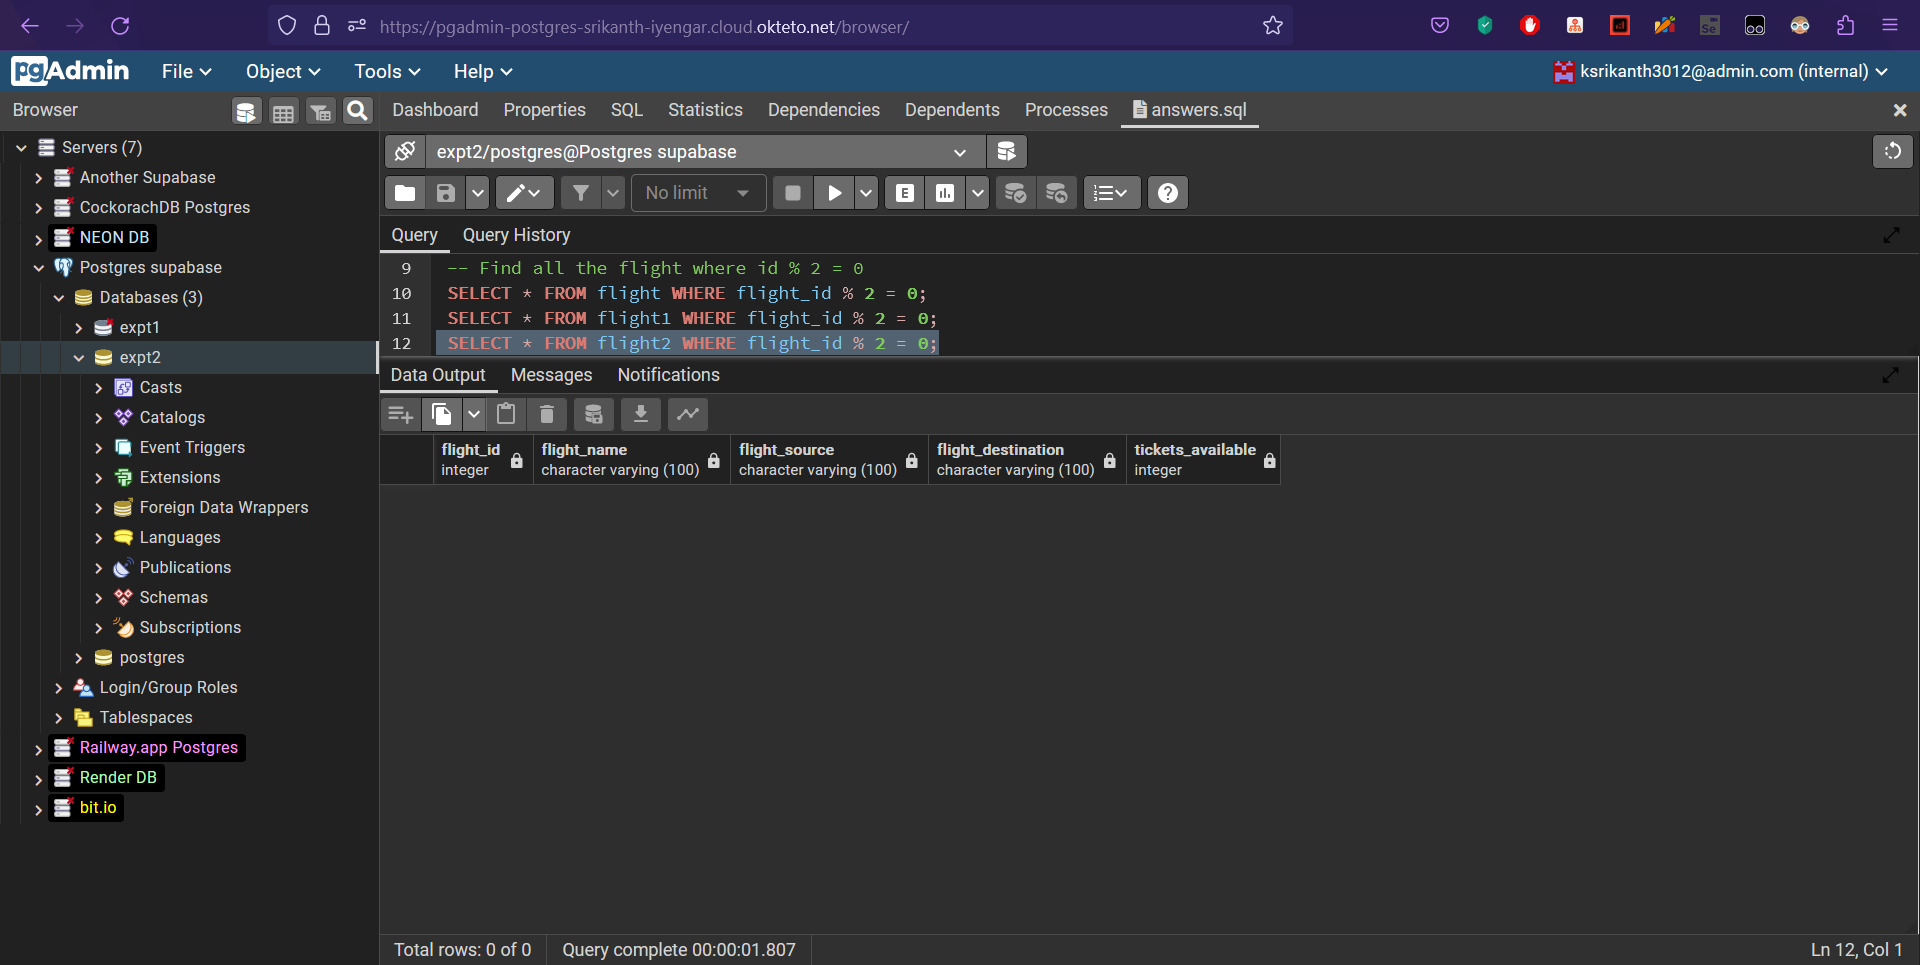 https://pgadmin-postgres-srikanth-iyengar.cloud.okteto.net/browser/
pgAdmin File Object Tools Help ksrikanth3012@admin.com (internal)
Browser
Dashboard Properties SQL Statistics Dependencies Dependents Processes answers.sql
Servers (7)
Another Supabase
CockorachDB Postgres
NEON DB
Postgres supabase
Databases (3)
expt1
expt2
Casts
Catalogs
Event Triggers
Extensions
Foreign Data Wrappers
Languages
Publications
Schemas
Subscriptions
postgres
Login/Group Roles
Tablespaces
Railway.app Postgres
Render DB
bit.io
expt2/postgres@Postgres supabase
No limit E
Query Query History
9 -- Find all the flight where id % 2 = 0
10 SELECT * FROM flight WHERE flight_id % 2 = 0;
11 SELECT * FROM flight1 WHERE flight_id % 2 = 0;
12 SELECT * FROM flight2 WHERE flight_id % 2 = 0;
Data Output Messages Notifications
flight_id flight_name flight_source flight_destination tickets_available
integer character varying (100) character varying (100) character varying (100) integer
Total rows: 0 of 0 Query complete 00:00:01.807 Ln 12, Col 1